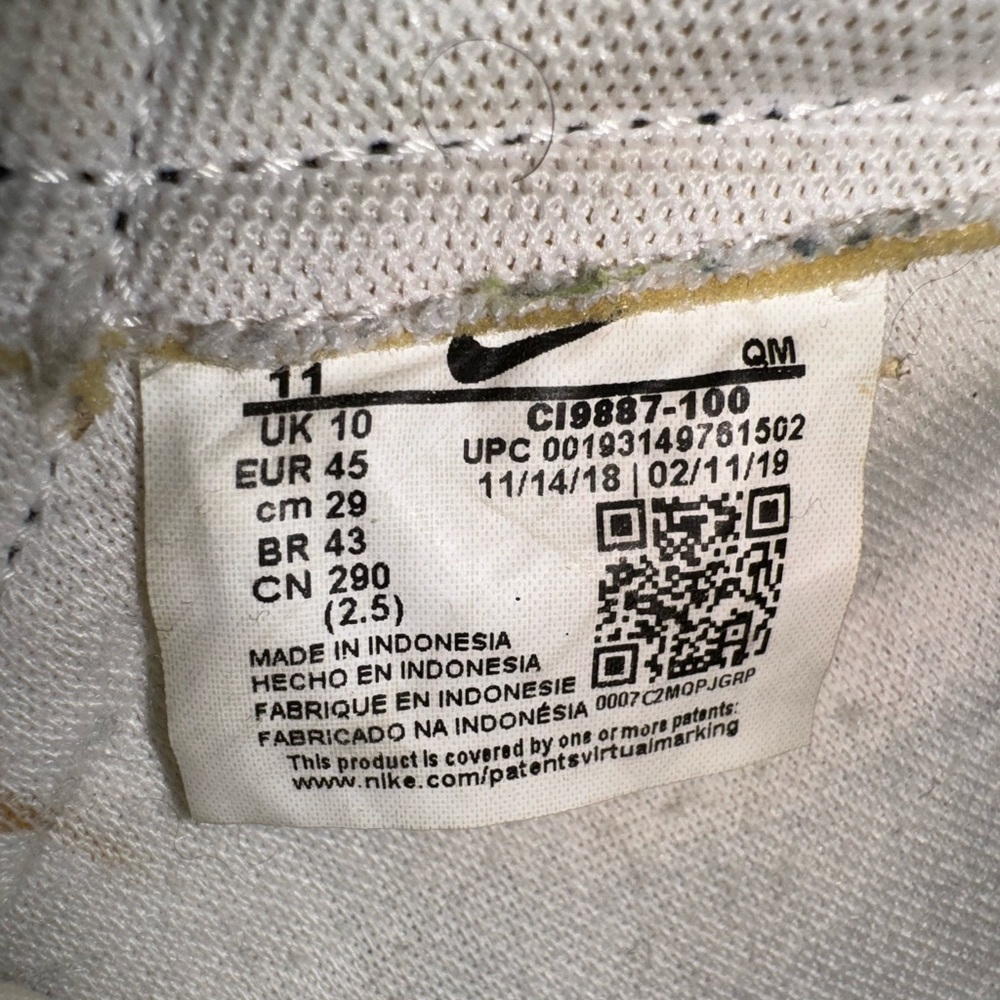 11
QM
UK 10
EUR 45
cm 29
BR 43
CN 290
(2.5)
CI9887-100
UPC 00193149761502
11/14/18 | 02/11/19
MADE IN INDONESIA
HECHO EN INDONESIA
FABRIQUE EN INDONESIE
FABRICADO NA INDONÉSIA
0007C2MQPJGRP
This product is covered by one or more patents:
www.nike.com/patentsvirtualmarking